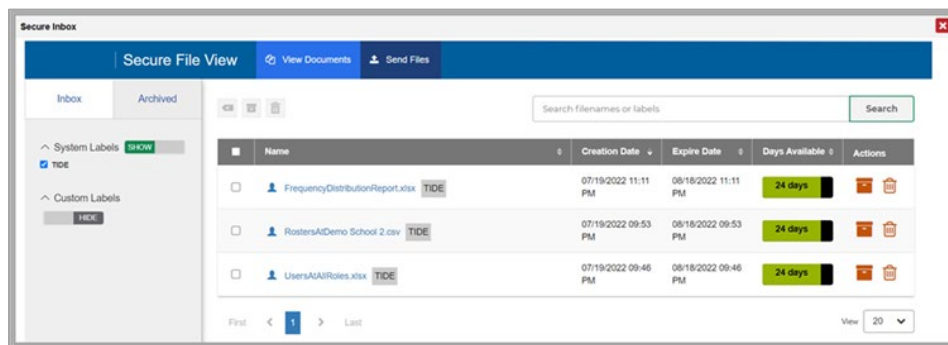 Secure Inbox
Secure File View View Documents Send Files
Inbox Archived
Search filenames or labels Search
System Labels SHOW
TIDE
Custom Labels
HIDE
Name Creation Date Expire Date Days Available Actions
FrequencyDistributionReport.xlsx TIDE 07/19/2022 11:11 PM 08/18/2022 11:11 PM 24 days
RostersAtDemo School 2.csv TIDE 07/19/2022 09:53 PM 08/18/2022 09:53 PM 24 days
UsersAtAllRoles.xlsx TIDE 07/19/2022 09:46 PM 08/18/2022 09:46 PM 24 days
First 1 Last View 20